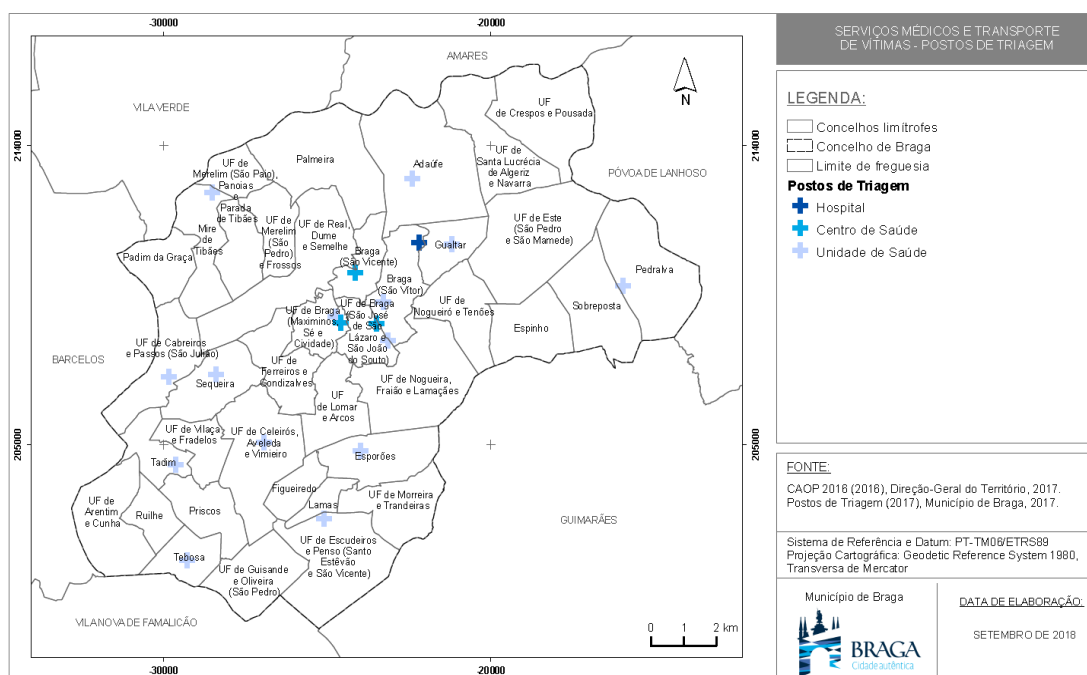 -30000
-20000
SERVIÇOS MÉDICOS E TRANSPORTE
DE VÍTIMAS - POSTOS DE TRIAGEM
AMARES
VILA VERDE
N
UF
de Crespos e Pousada
214000
214000
Palmeira
Adaúfe
UF de
Santa Lucrécia
de Algeriz
e Navarra
PÓVOA DE LANHOSO
UF de
Merelim (São Paio),
Panoias
e
Parada
de Tibães
Mire
de
Tibães
UF de
Merelim
(São
Pedro)
e Frossos
UF de Real,
Dume
e Semelhe
UF de Este
(São Pedro
e São Mamede)
Padim da Graça
Braga
(São Vicente)
Gualtar
Pedralva
Braga
(São Vítor)
UF de
Nogueiró e Tenões
Sobreposta
Espinho
UF de Braga
(Maximinos,
Sé e
Cividade)
UF de Braga
(São José
de São
Lázaro e
São João
do Souto)
BARCELOS
UF de Cabreiros
e Passos (São Julião)
Sequeira
UF de
Ferreiros e
Gondizalves
UF de Nogueira,
Fraião e Lamaçães
UF
de Lomar
e Arcos
205000
205000
UF de Vilaça
e Fradelos
UF de Celeirós,
Aveleda
e Vimieiro
Esporões
Tadim
Figueiredo
UF de Morreira
e Trandeiras
Lamas
UF de
Arentim
e Cunha
Ruilhe
Priscos
GUIMARÃES
UF de Escudeiros
e Penso (Santo
Estêvão
e São Vicente)
Tebosa
UF de Guisande
e Oliveira
(São Pedro)
VILA NOVA DE FAMALICÃO
0 1 2 km
-30000
-20000
LEGENDA:
Concelhos limítrofes
Concelho de Braga
Limite de freguesia
Postos de Triagem
Hospital
Centro de Saúde
Unidade de Saúde
FONTE:
CAOP 2016 (2016), Direção-Geral do Território, 2017.
Postos de Triagem (2017), Município de Braga, 2017.
Sistema de Referência e Datum: PT-TM06/ETRS89
Projeção Cartográfica: Geodetic Reference System 1980,
Transversa de Mercator
Município de Braga
BRAGA
Cidade autêntica
DATA DE ELABORAÇÃO:
SETEMBRO DE 2018